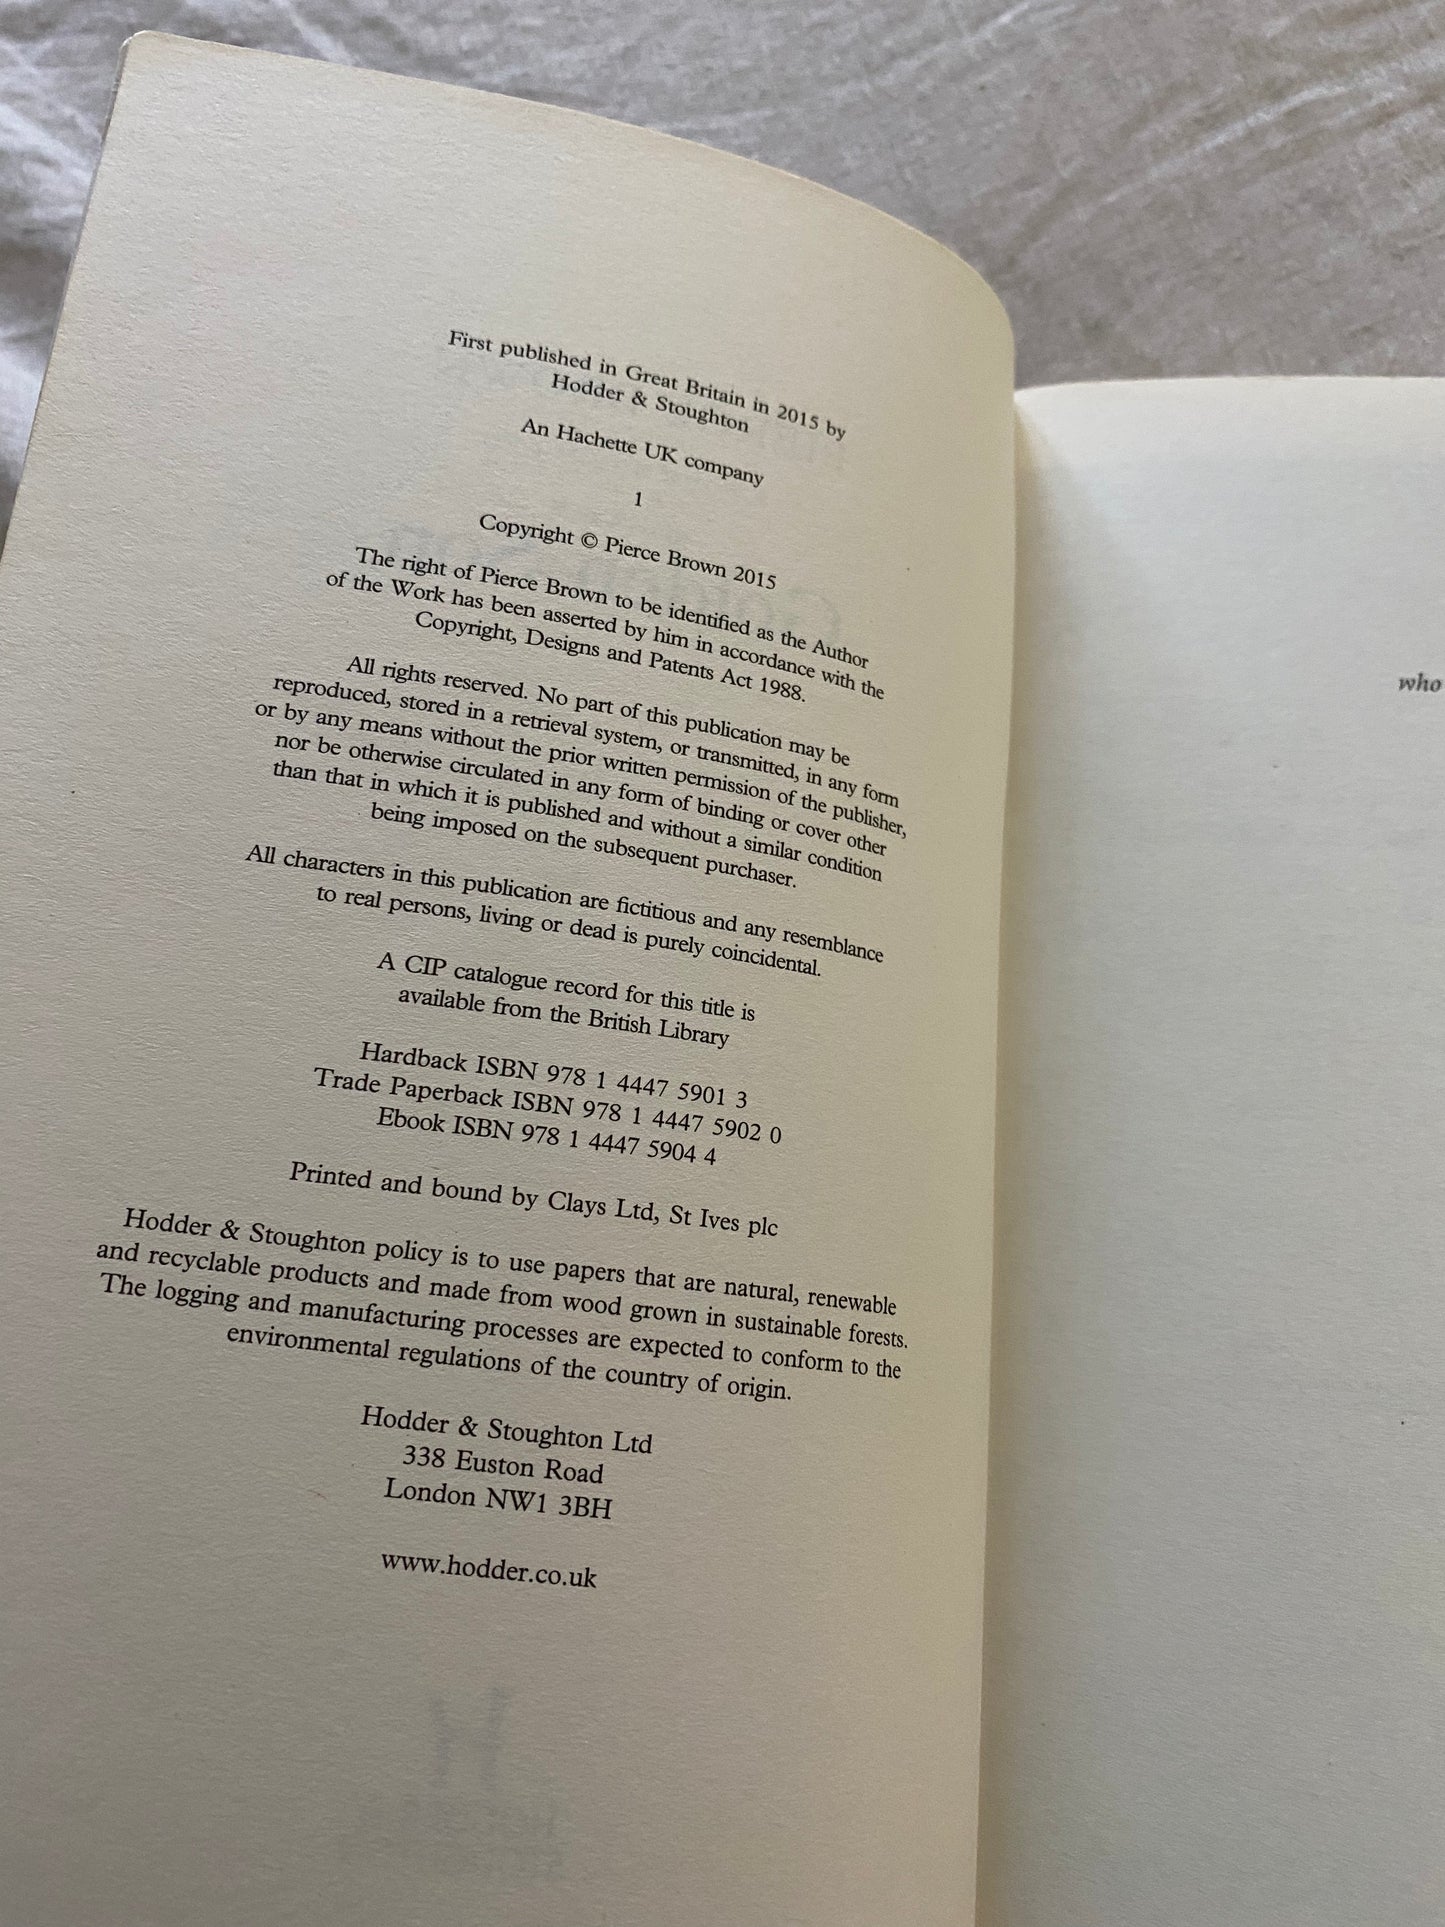 First published in Great Britain in 2015 by
Hodder & Stoughton
An Hachette UK company
1
Copyright © Pierce Brown 2015
The right of Pierce Brown to be identified as the Author
of the Work has been asserted by him in accordance with the
Copyright, Designs and Patents Act 1988.
All rights reserved. No part of this publication may be
reproduced, stored in a retrieval system, or transmitted, in any form
or by any means without the prior written permission of the publisher,
nor be otherwise circulated in any form of binding or cover other
than that in which it is published and without a similar condition
being imposed on the subsequent purchaser.
All characters in this publication are fictitious and any resemblance
to real persons, living or dead is purely coincidental.
A CIP catalogue record for this title is
available from the British Library
Hardback ISBN 978 1 4447 5901 3
Trade Paperback ISBN 978 1 4447 5902 0
Ebook ISBN 978 1 4447 5904 4
Printed and bound by Clays Ltd, St Ives plc
Hodder & Stoughton policy is to use papers that are natural, renewable
and recyclable products and made from wood grown in sustainable forests.
The logging and manufacturing processes are expected to conform to the
environmental regulations of the country of origin.
Hodder & Stoughton Ltd
338 Euston Road
London NW1 3BH
www.hodder.co.uk
who